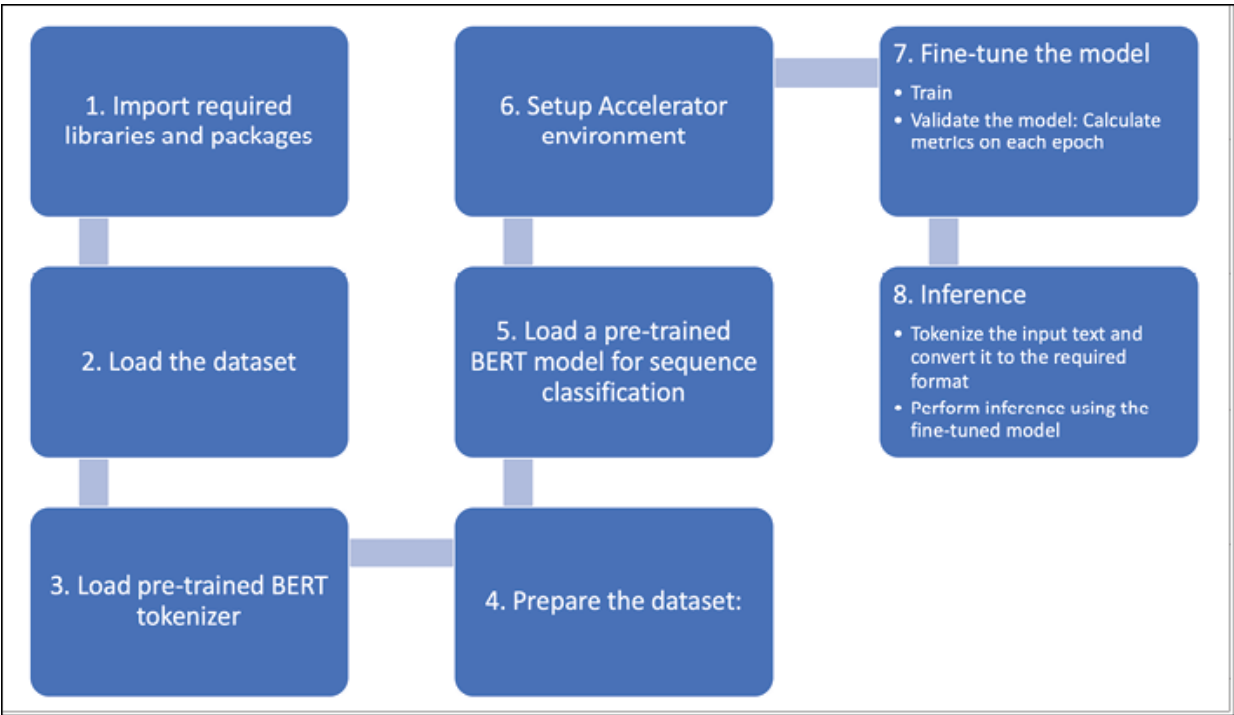 1. Import required
libraries and packages
2. Load the dataset
3. Load pre-trained BERT
tokenizer
4. Prepare the dataset:
5. Load a pre-trained
BERT model for sequence
classification
6. Setup Accelerator
environment
7. Fine-tune the model
• Train
• Validate the model: Calculate
metrics on each epoch
8. Inference
• Tokenize the input text and
convert it to the required
format
• Perform inference using the
fine-tuned model